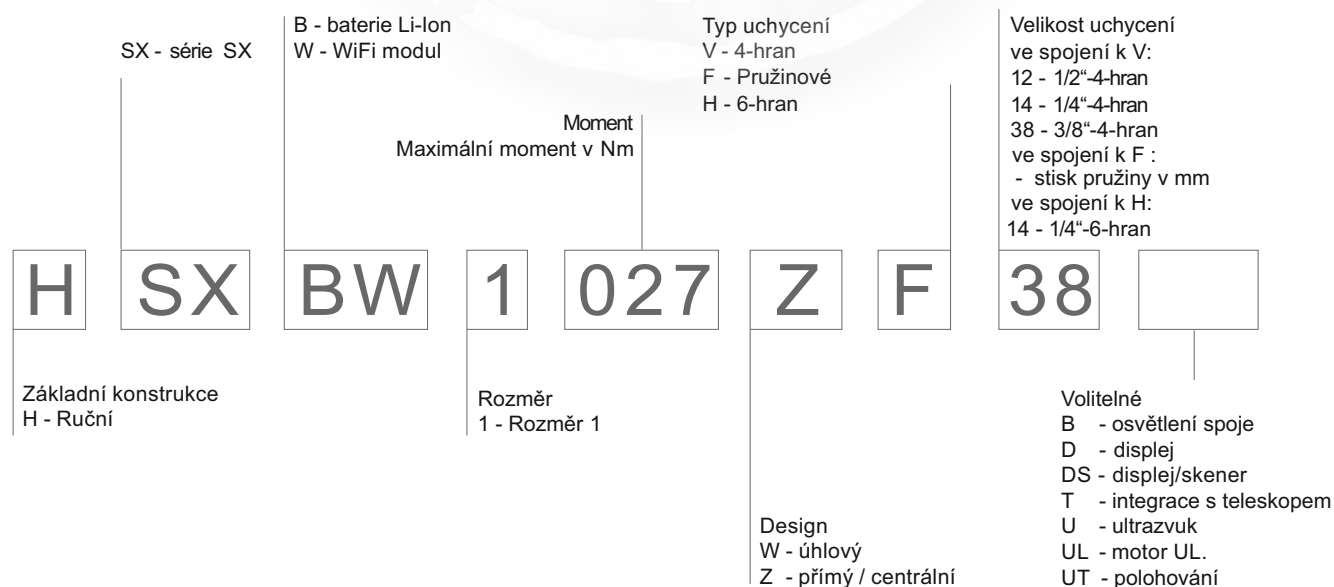 SX - série SX
B - baterie Li-Ion
W - WiFi modul
Moment
Maximální moment v Nm
Typ uchycení
V - 4-hran
F - Pružinové
H - 6-hran
Velikost uchycení
ve spojení k V:
12 - 1/2“-4-hran
14 - 1/4“-4-hran
38 - 3/8“-4-hran
ve spojení k F :
- stisk pružiny v mm
ve spojení k H:
14 - 1/4“-6-hran
H SX BW 1 027 Z F 38
Základní konstrukce
H - Ruční
Rozměr
1 - Rozměr 1
Design
W - úhlový
Z - přímý / centrální
Volitelné
B - osvětlení spoje
D - displej
DS - displej/skener
T - integrace s teleskopem
U - ultrazvuk
UL - motor UL.
UT - polohování